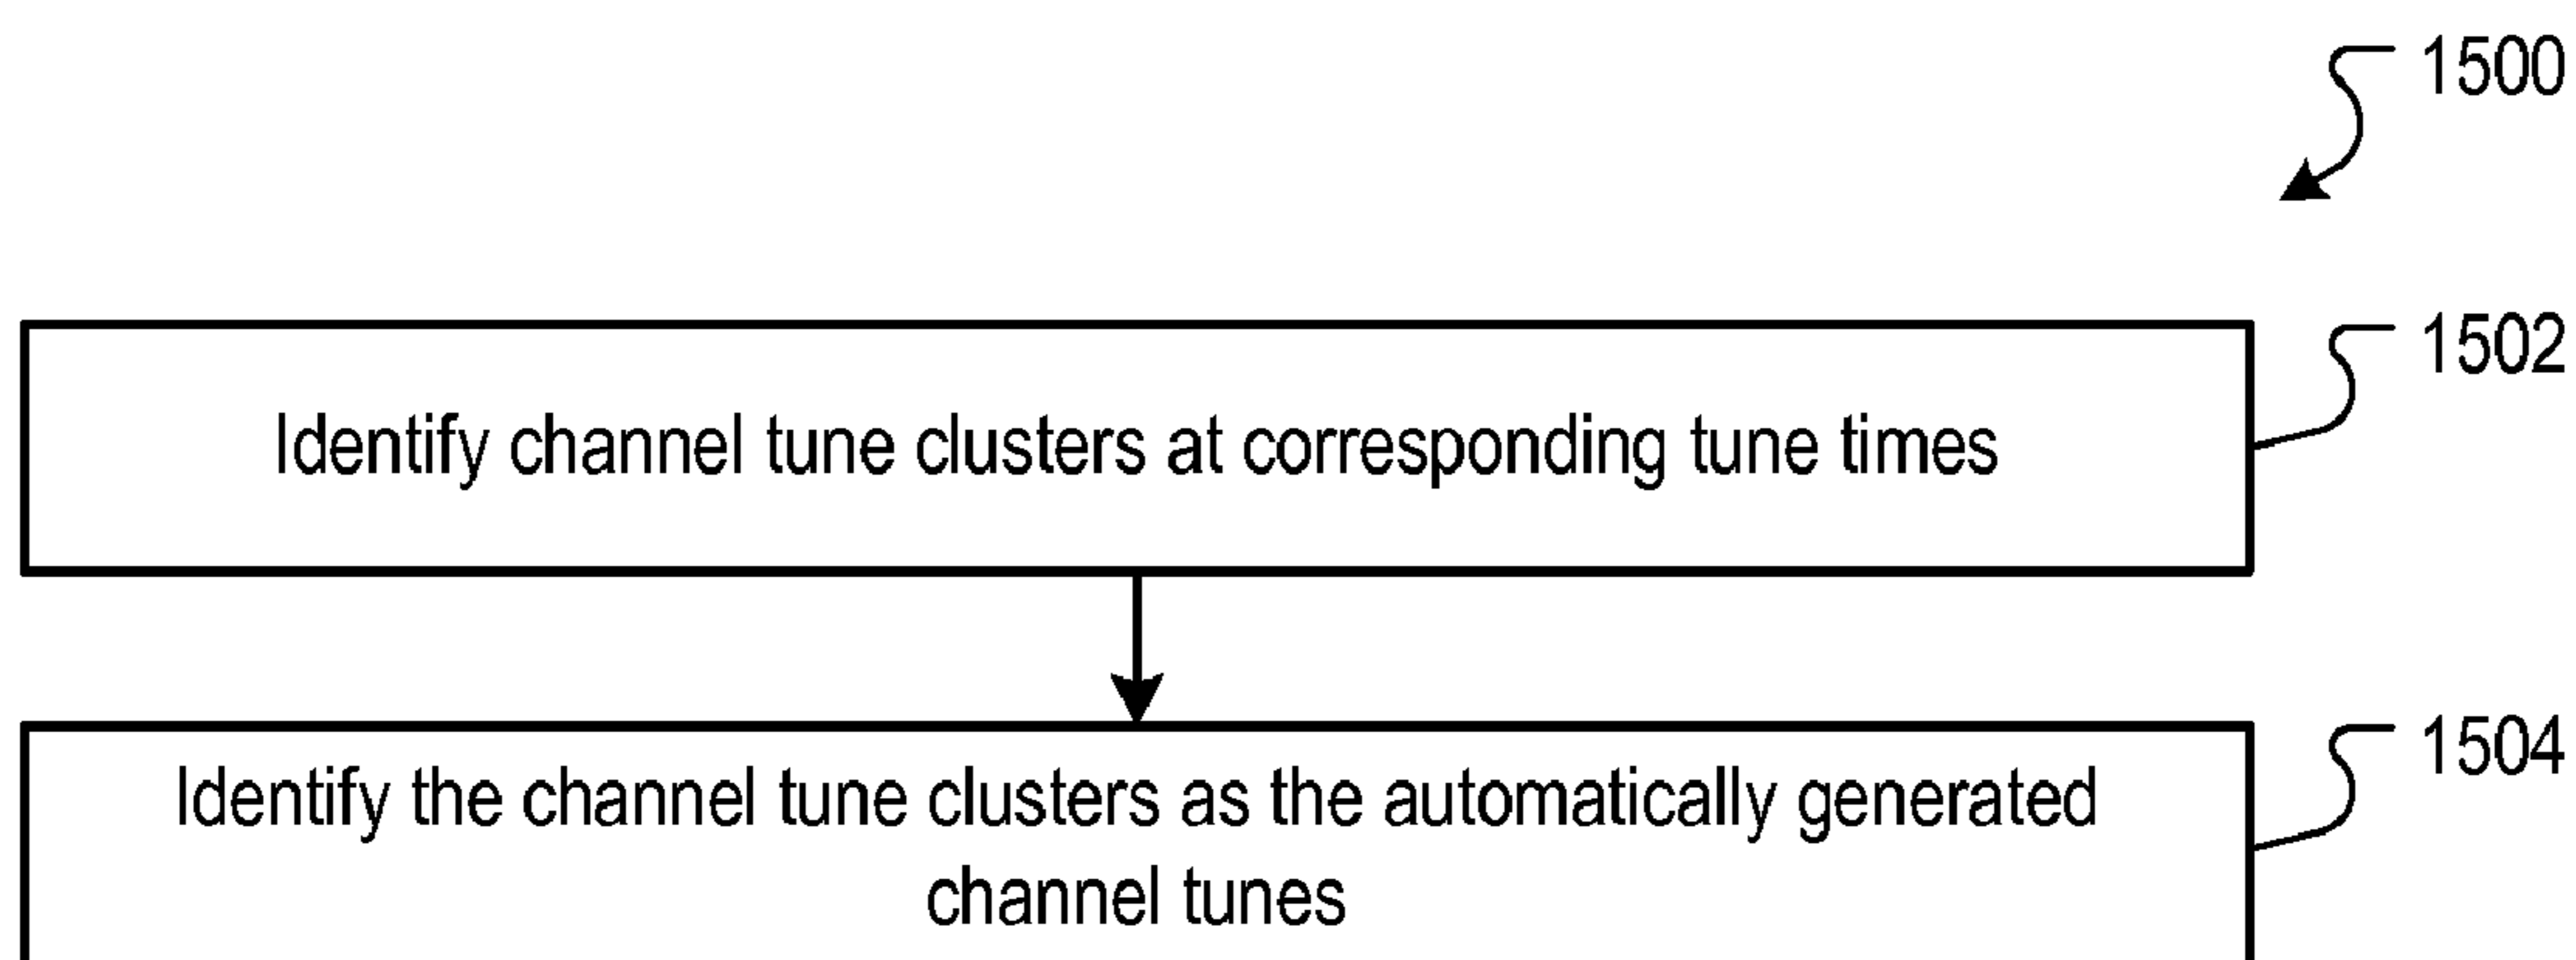 1500
1502
Identify channel tune clusters at corresponding tune times
1504
Identify the channel tune clusters as the automatically generated
channel tunes